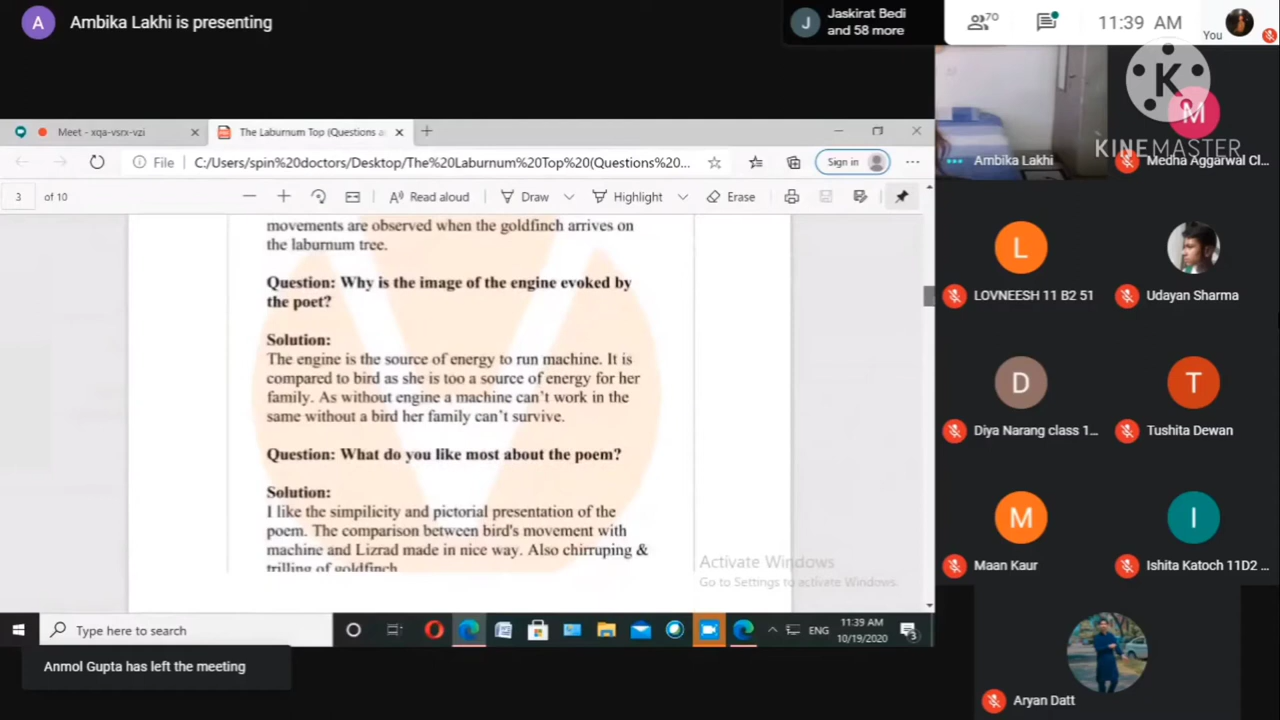 A
Ambika Lakhi is presenting
J
Jaskirat Bedi
and 58 more
70
11:39 AM
You
Meet - xqa-vsrx-vzi
The Laburnum Top (Questions a
File
C:/Users/spin%20doctors/Desktop/The%20Laburnum%20Top%20(Questions%20...
Sign in
3 of 10
Read aloud
Draw
Highlight
Erase
movements are observed when the goldfinch arrives on
the laburnum tree.
Question: Why is the image of the engine evoked by
the poet?
Solution:
The engine is the source of energy to run machine. It is
compared to bird as she is too a source of energy for her
family. As without engine a machine can't work in the
same without a bird her family can't survive.
Question: What do you like most about the poem?
Solution:
I like the simpilicity and pictorial presentation of the
poem. The comparison between bird's movement with
machine and Lizrad made in nice way. Also chirruping &
trilling of goldfinch
Activate Windows
Go to Settings to activate Windows.
Type here to search
ENG
11:39 AM
10/19/2020
3
Anmol Gupta has left the meeting
K
KINEMASTER
Ambika Lakhi
M
Medha Aggarwal Cl...
L
LOVNEESH 11 B2 51
Udayan Sharma
D
Diya Narang class 1...
T
Tushita Dewan
M
Maan Kaur
I
Ishita Katoch 11D2 ...
Aryan Datt